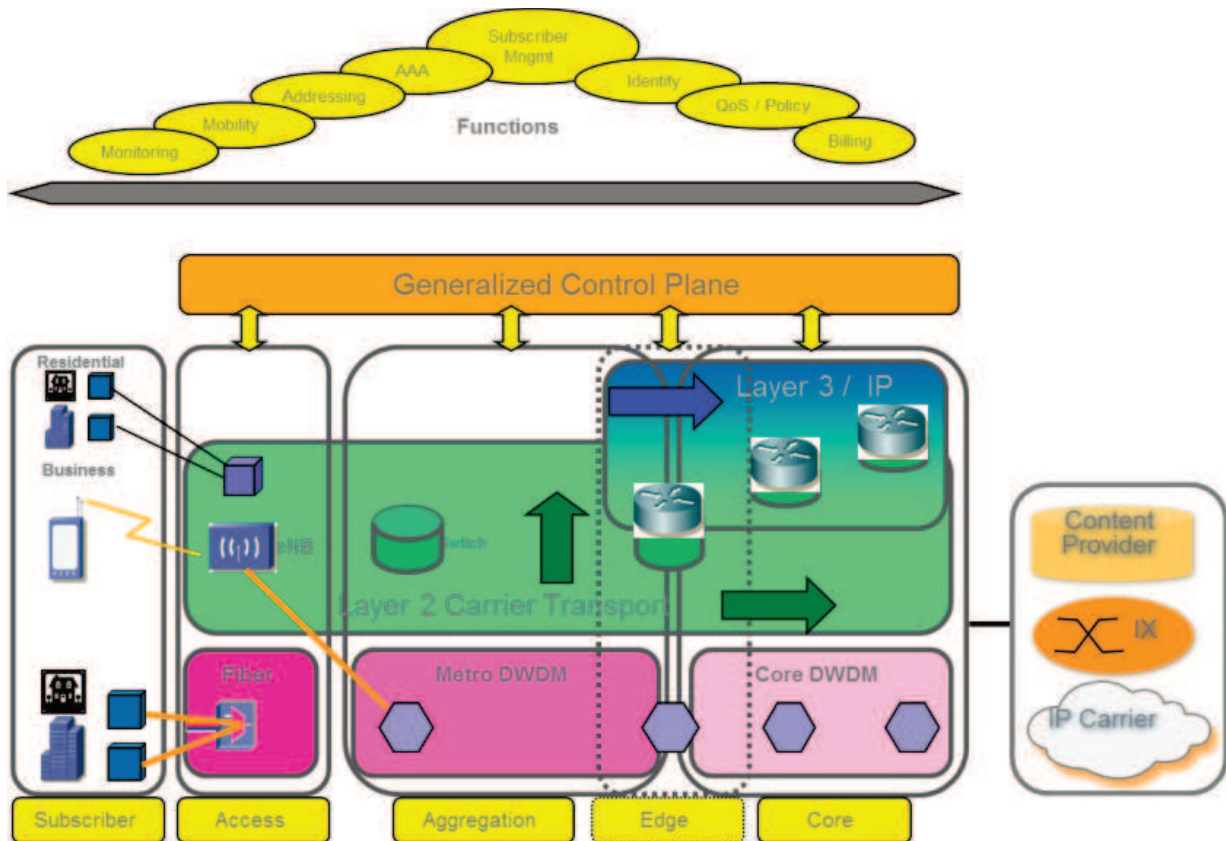 Subscriber
Mngmt
AAA
Identity
Addressing
QoS / Policy
Mobility
Functions
Billing
Monitoring
Generalized Control Plane
Residential
Layer 3 / IP
Business
eNB
Switch
Content
Provider
Layer 2 Carrier Transport
IX
Fiber
Metro DWDM
Core DWDM
IP Carrier
Subscriber
Access
Aggregation
Edge
Core